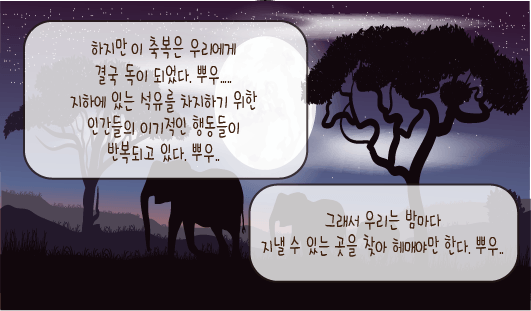 하지만 이 축복은 우리에게
결국 독이 되었다. 뿌우.....
지하에 있는 석유를 차지하기 위한
인간들의 이기적인 행동들이
반복되고 있다. 뿌우..
그래서 우리는 밤마다
지낼 수 있는 곳을 찾아 헤매야만 한다. 뿌우..